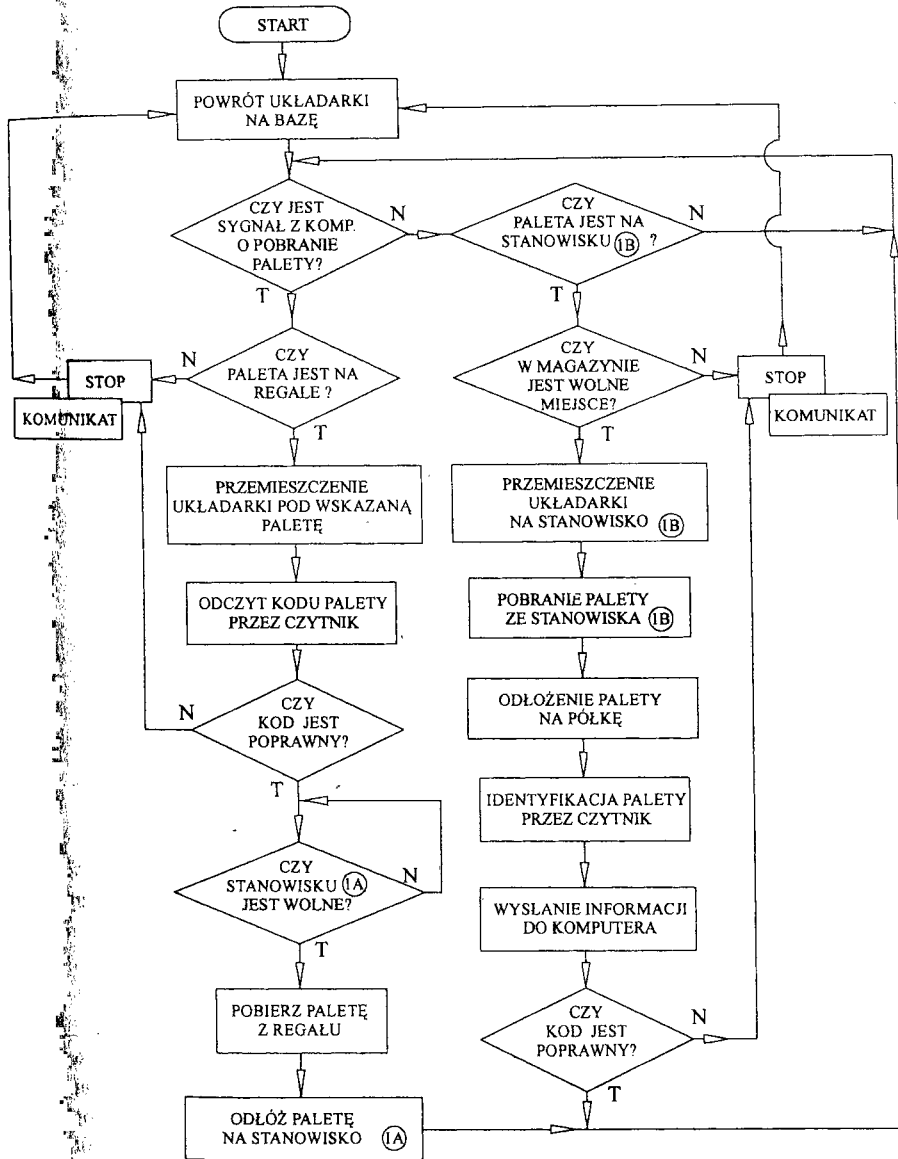 START
POWRÓT UKŁADARKI
NA BAZĘ
CZY JEST
SYGNAŁ Z KOMP.
O POBRANIE
PALETY?
N
T
CZY
PALETA JEST NA
STANOWISKU 1B ?
N
T
CZY
PALETA JEST NA
REGALE ?
N
T
STOP
KOMUNIKAT
CZY
W MAGAZYNIE
JEST WOLNE
MIEJSCE?
N
T
STOP
KOMUNIKAT
PRZEMIESZCZENIE
UKŁADARKI POD WSKAZANĄ
PALETĘ
PRZEMIESZCZENIE
UKŁADARKI
NA STANOWISKO 1B
ODCZYT KODU PALETY
PRZEZ CZYTNIK
POBRANIE PALETY
ZE STANOWISKA 1B
CZY
KOD JEST
POPRAWNY?
N
T
ODŁOŻENIE PALETY
NA PÓŁKĘ
IDENTYFIKACJA PALETY
PRZEZ CZYTNIK
CZY
STANOWISKU 1A
JEST WOLNE?
N
T
WYSŁANIE INFORMACJI
DO KOMPUTERA
POBIERZ PALETĘ
Z REGAŁU
CZY
KOD JEST
POPRAWNY?
N
T
ODŁÓŻ PALETĘ
NA STANOWISKO 1A